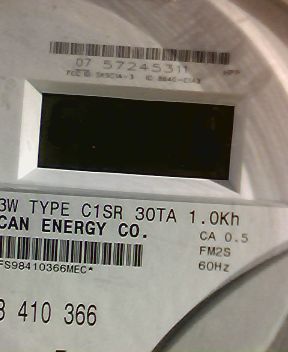 07 57245311
3W TYPE C1SR 30TA 1.0Kh
CAN ENERGY CO.
CA 0.5
FM2S
FS98410366MEC*
60Hz
8 410 366